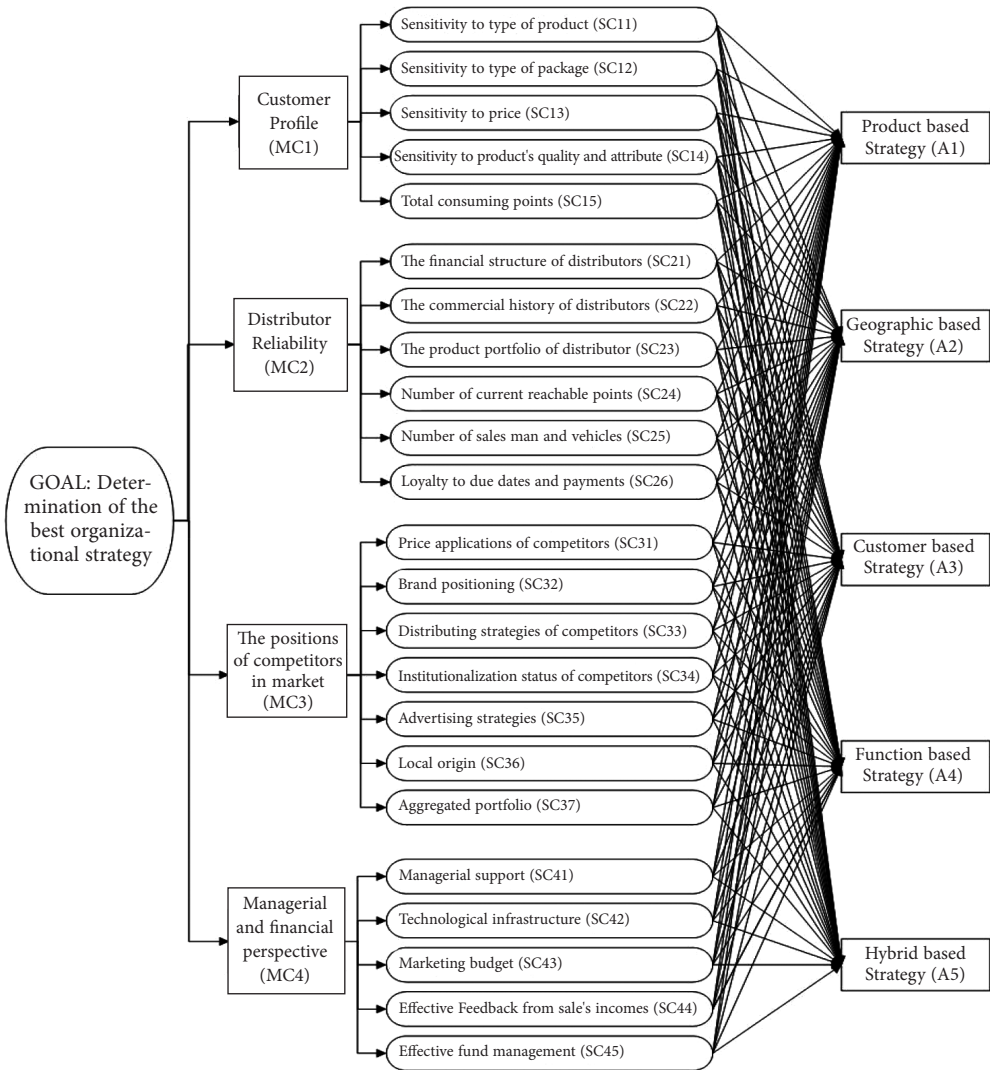 GOAL: Deter-
mination of the
best organiza-
tional strategy
Customer
Profile
(MC1)
Sensitivity to type of product (SC11)
Sensitivity to type of package (SC12)
Sensitivity to price (SC13)
Sensitivity to product's quality and attribute (SC14)
Total consuming points (SC15)
Distributor
Reliability
(MC2)
The financial structure of distributors (SC21)
The commercial history of distributors (SC22)
The product portfolio of distributor (SC23)
Number of current reachable points (SC24)
Number of sales man and vehicles (SC25)
Loyalty to due dates and payments (SC26)
The positions
of competitors
in market
(MC3)
Price applications of competitors (SC31)
Brand positioning (SC32)
Distributing strategies of competitors (SC33)
Institutionalization status of competitors (SC34)
Advertising strategies (SC35)
Local origin (SC36)
Aggregated portfolio (SC37)
Managerial
and financial
perspective
(MC4)
Managerial support (SC41)
Technological infrastructure (SC42)
Marketing budget (SC43)
Effective Feedback from sale's incomes (SC44)
Effective fund management (SC45)
Product based
Strategy (A1)
Geographic based
Strategy (A2)
Customer based
Strategy (A3)
Function based
Strategy (A4)
Hybrid based
Strategy (A5)